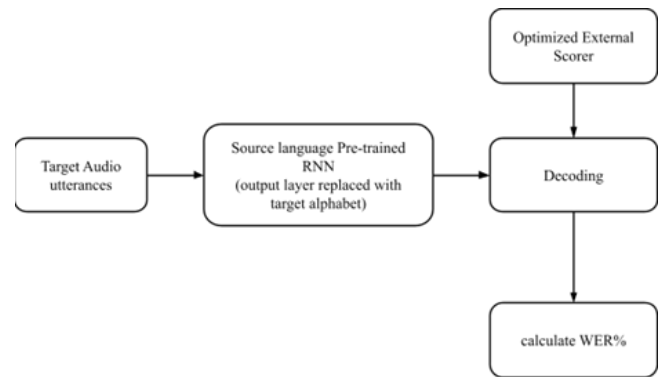 Optimized External
Scorer
Target Audio
utterances
Source language Pre-trained
RNN
(output layer replaced with
target alphabet)
Decoding
calculate WER%